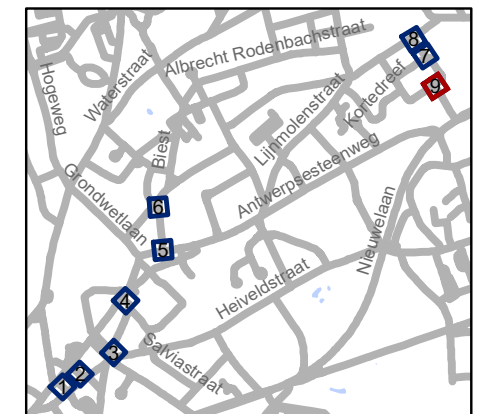 8
Albrecht Rodenbachstraat
7
Hogeweg
Waterstraat
Kortedreef
9
Lijnmolenstraat
Biest
Antwerpsesteenweg
Grondwetlaan
6
Nieuwelaan
5
Heiveldstraat
4
Salviastraat
3
2
1